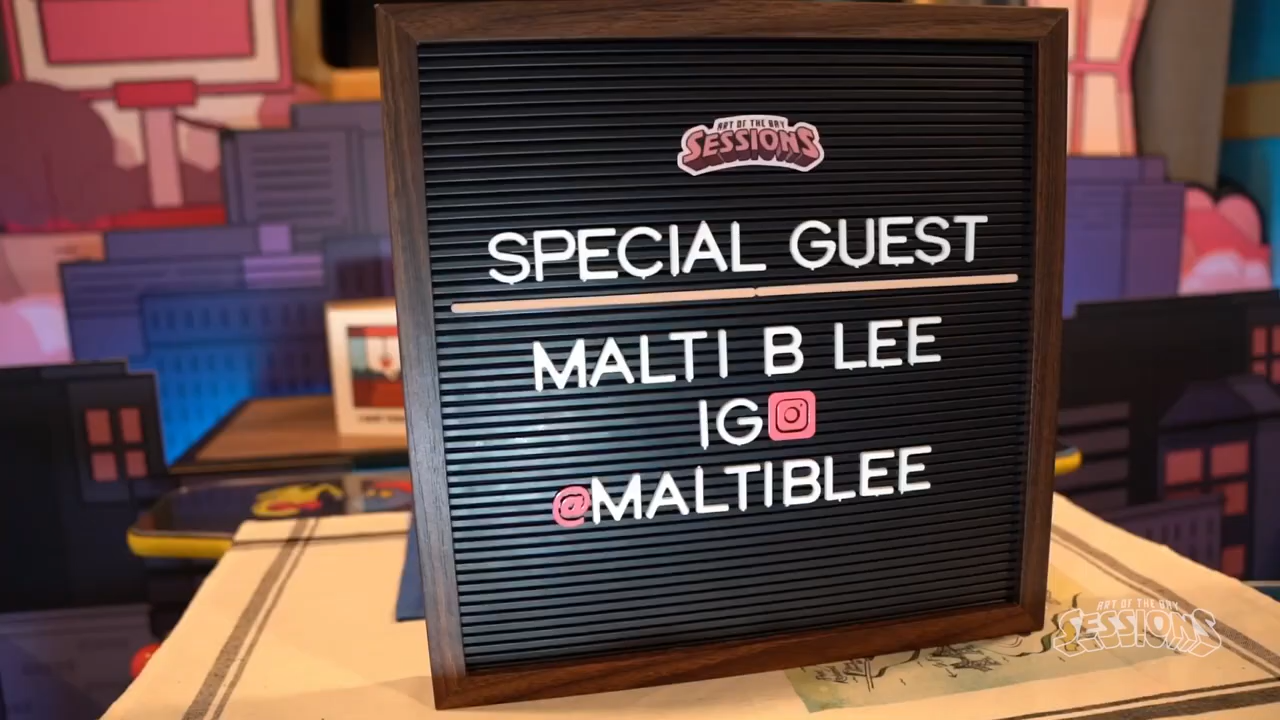 ART OF THE BAY
SESSIONS
SPECIAL GUEST
MALTI B LEE
IG
@MALTIBLEE
ART OF THE BAY
SESSIONS